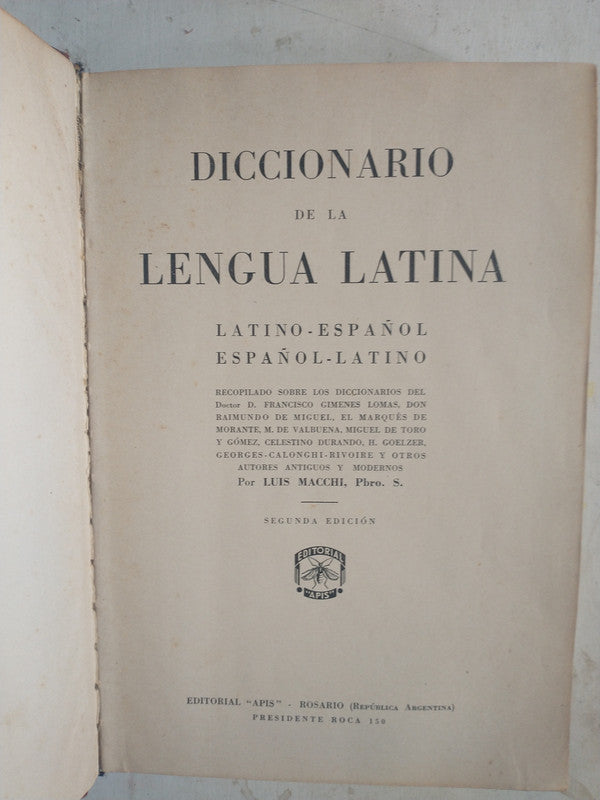 DICCIONARIO
DE LA
LENGUA LATINA
LATINO-ESPAÑOL
ESPAÑOL-LATINO
RECOPILADO SOBRE LOS DICCIONARIOS DEL
Doctor D. FRANCISCO GIMENES LOMAS, DON
RAIMUNDO DE MIGUEL, EL MARQUÉS DE
MORANTE, M. DE VALBUENA, MIGUEL DE TORO
Y GÓMEZ, CELESTINO DURANDO, H. GOELZER,
GEORGES-CALONGHI-RIVOIRE Y OTROS
AUTORES ANTIGUOS Y MODERNOS
Por LUIS MACCHI, Pbro. S.
SEGUNDA EDICIÓN
EDITORIAL
"APIS"
EDITORIAL "APIS" - ROSARIO (REPÚBLICA ARGENTINA)
PRESIDENTE ROCA 150